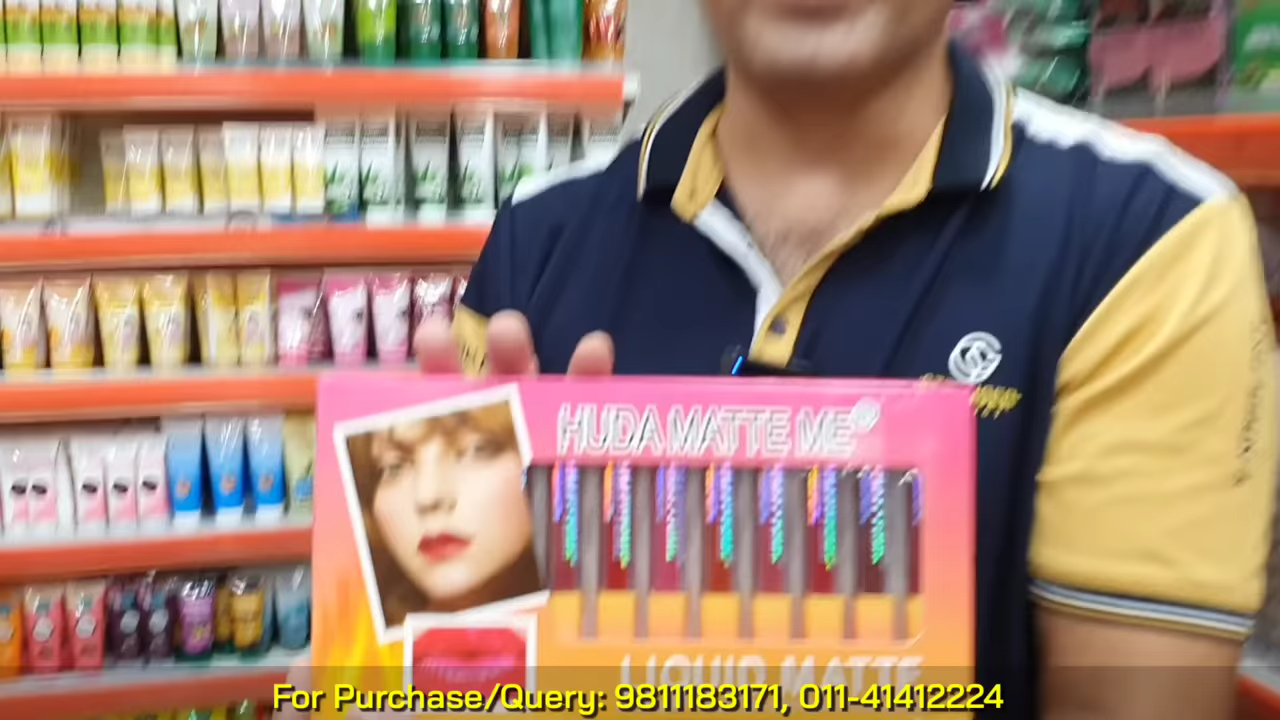 HUDA MATTE ME
LIQUID MATTE
For Purchase/Query: 9811183171, 011-41412224